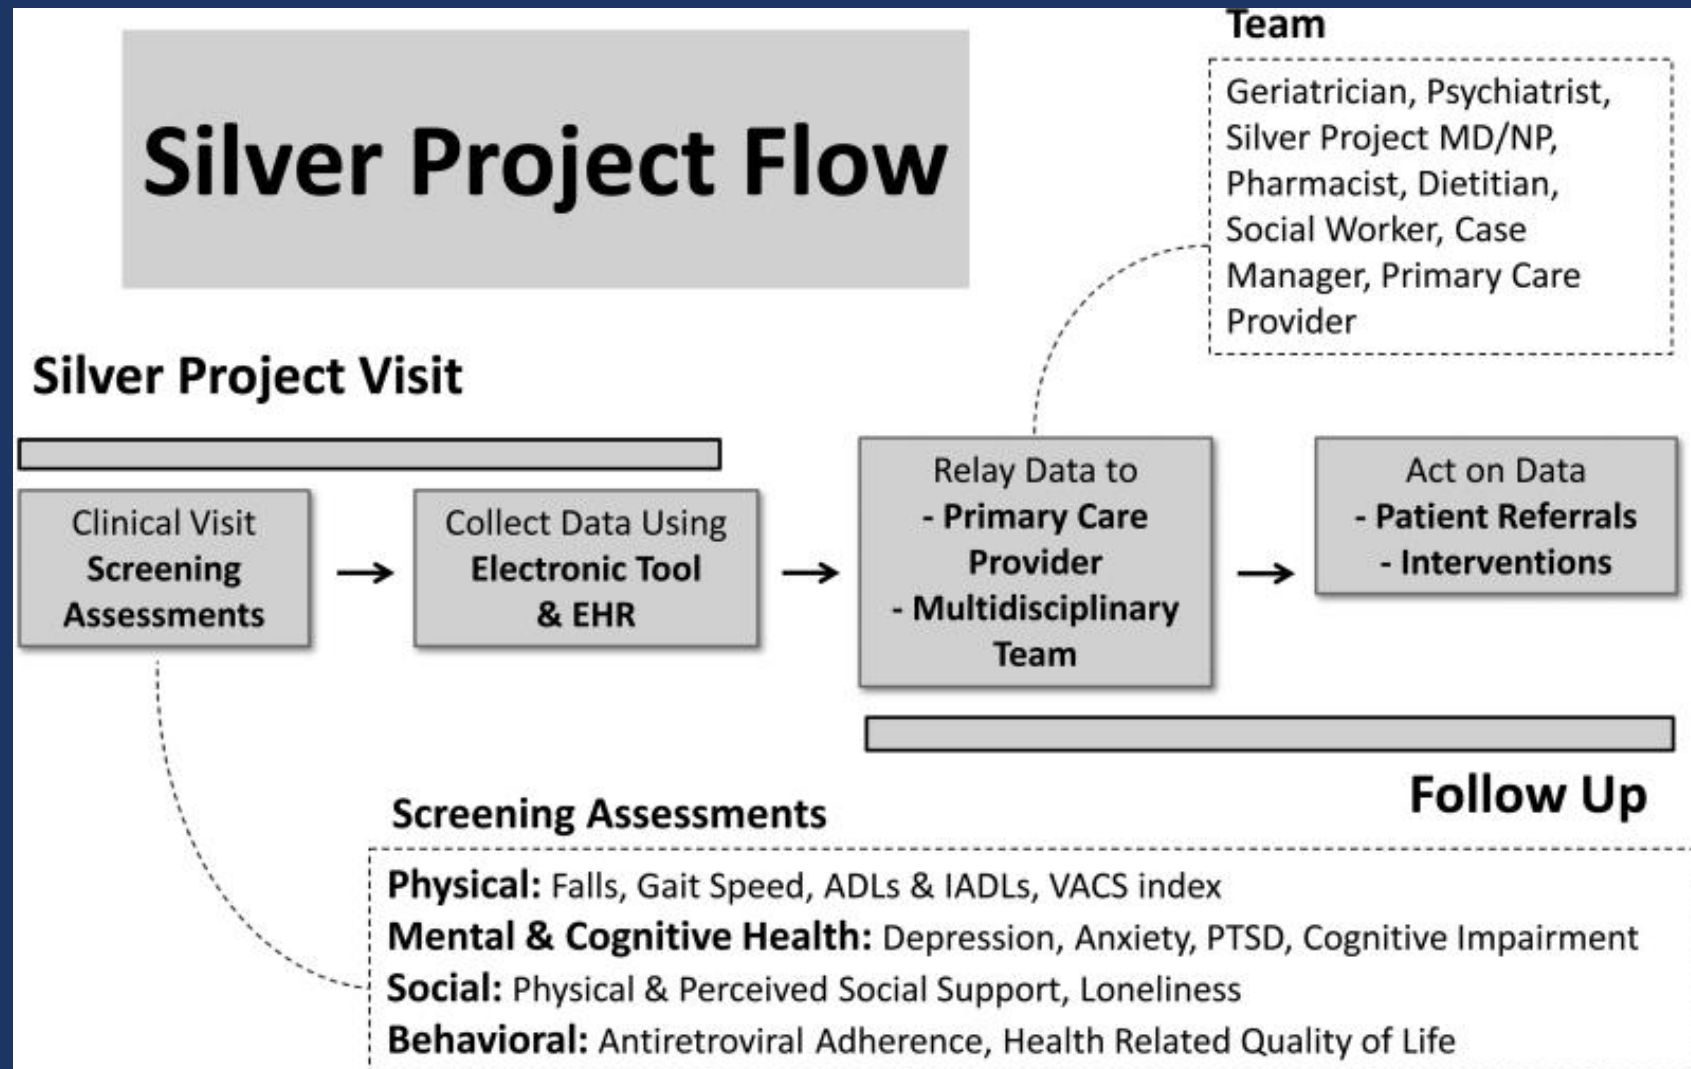 Silver Project Flow
Team
Geriatrician, Psychiatrist,
Silver Project MD/NP,
Pharmacist, Dietitian,
Social Worker, Case
Manager, Primary Care
Provider
Silver Project Visit
Clinical Visit
Screening
Assessments
Collect Data Using
Electronic Tool
& EHR
Relay Data to
- Primary Care
Provider
- Multidisciplinary
Team
Act on Data
- Patient Referrals
- Interventions
Follow Up
Screening Assessments
Physical: Falls, Gait Speed, ADLs & IADLs, VACS index
Mental & Cognitive Health: Depression, Anxiety, PTSD, Cognitive Impairment
Social: Physical & Perceived Social Support, Loneliness
Behavioral: Antiretroviral Adherence, Health Related Quality of Life